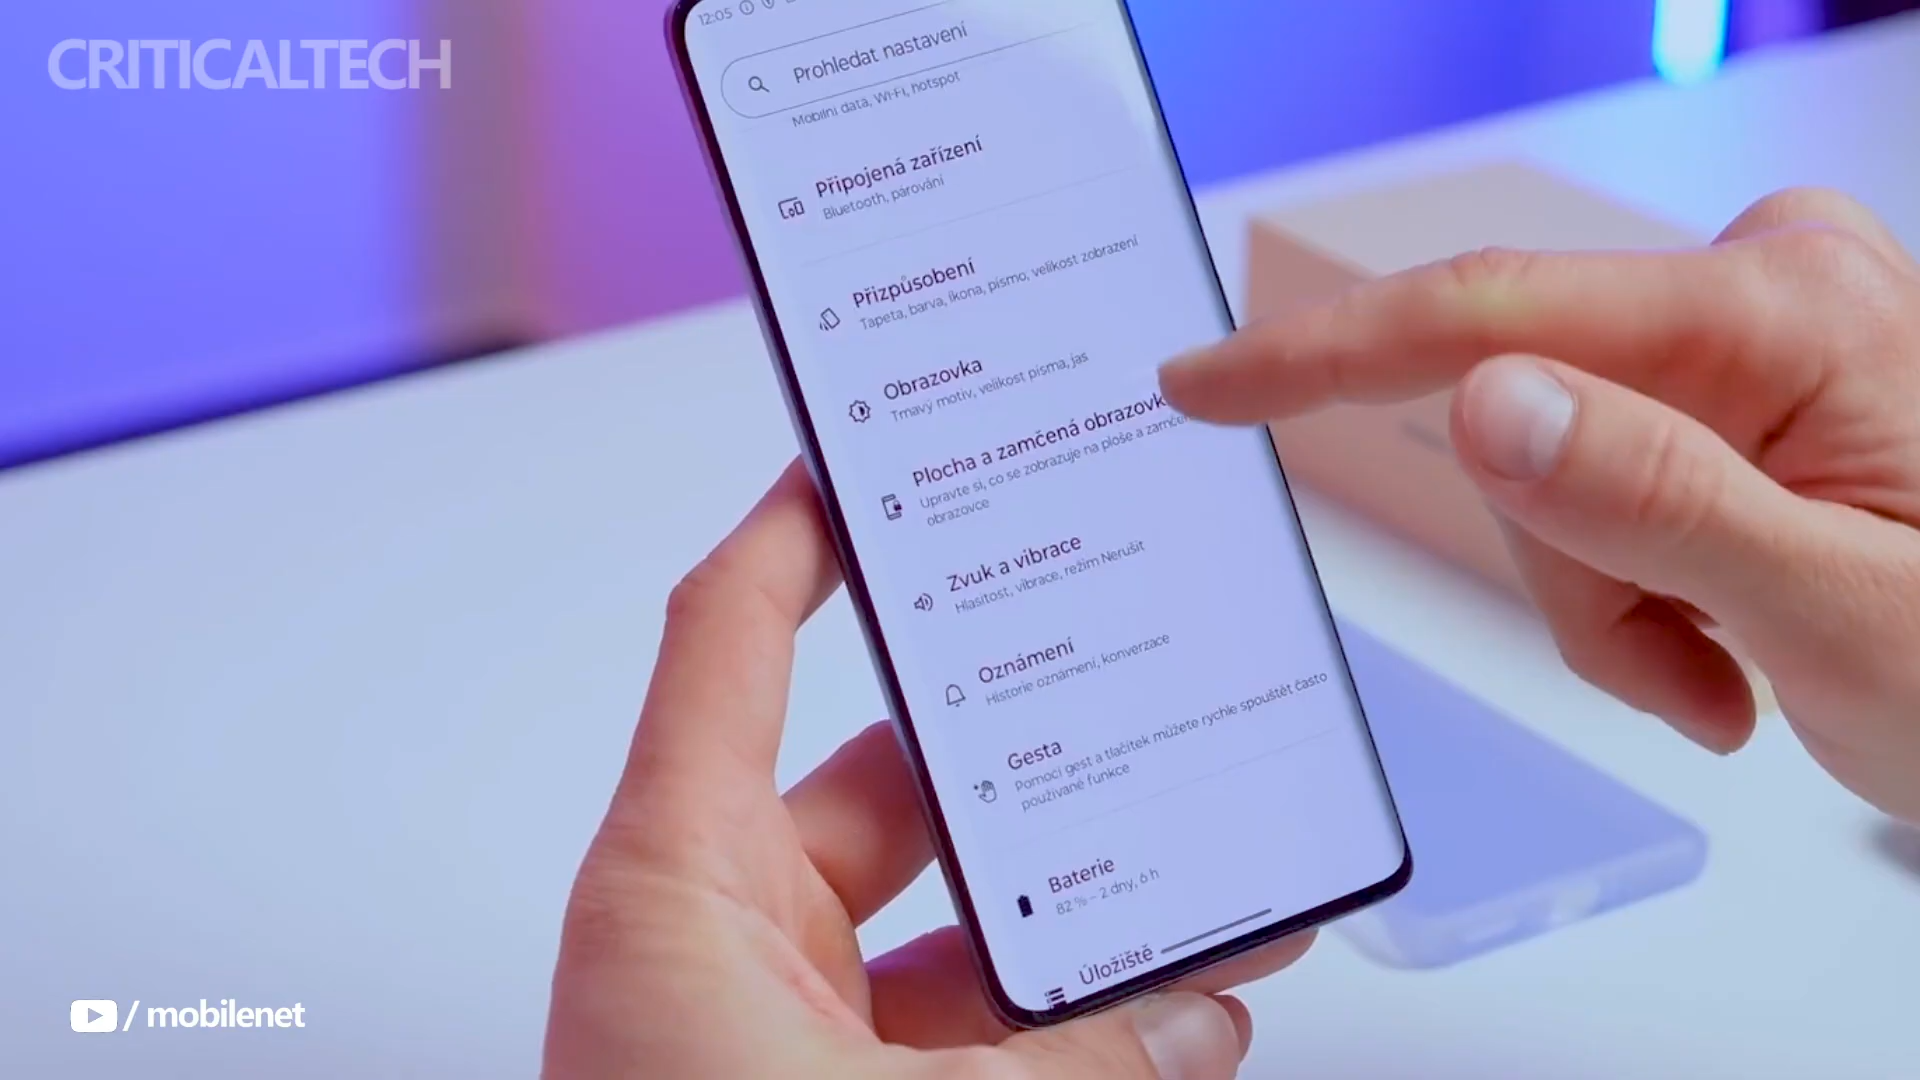 CRITICALTECH
12:05
Prohledat nastavení
Mobilní data, Wi-Fi, hotspot
Připojená zařízení
Bluetooth, párování
Přizpůsobení
Tapeta, barva, ikona, písmo, velikost zobrazení
Obrazovka
Tmavý motiv, velikost písma, jas
Plocha a zamčená
Upravte si, co se zobrazuje na ploše a
obrazovce
Zvuk a vibrace
Hlasitost, vibrace, režim Nerušit
Oznámení
Historie oznámení, konverzace
Gesta
Pomocí gest a tlačítek můžete rychle spouštět často
používané funkce
Baterie
82 % – 2 dny, 6 h
Úložiště
/ mobilenet